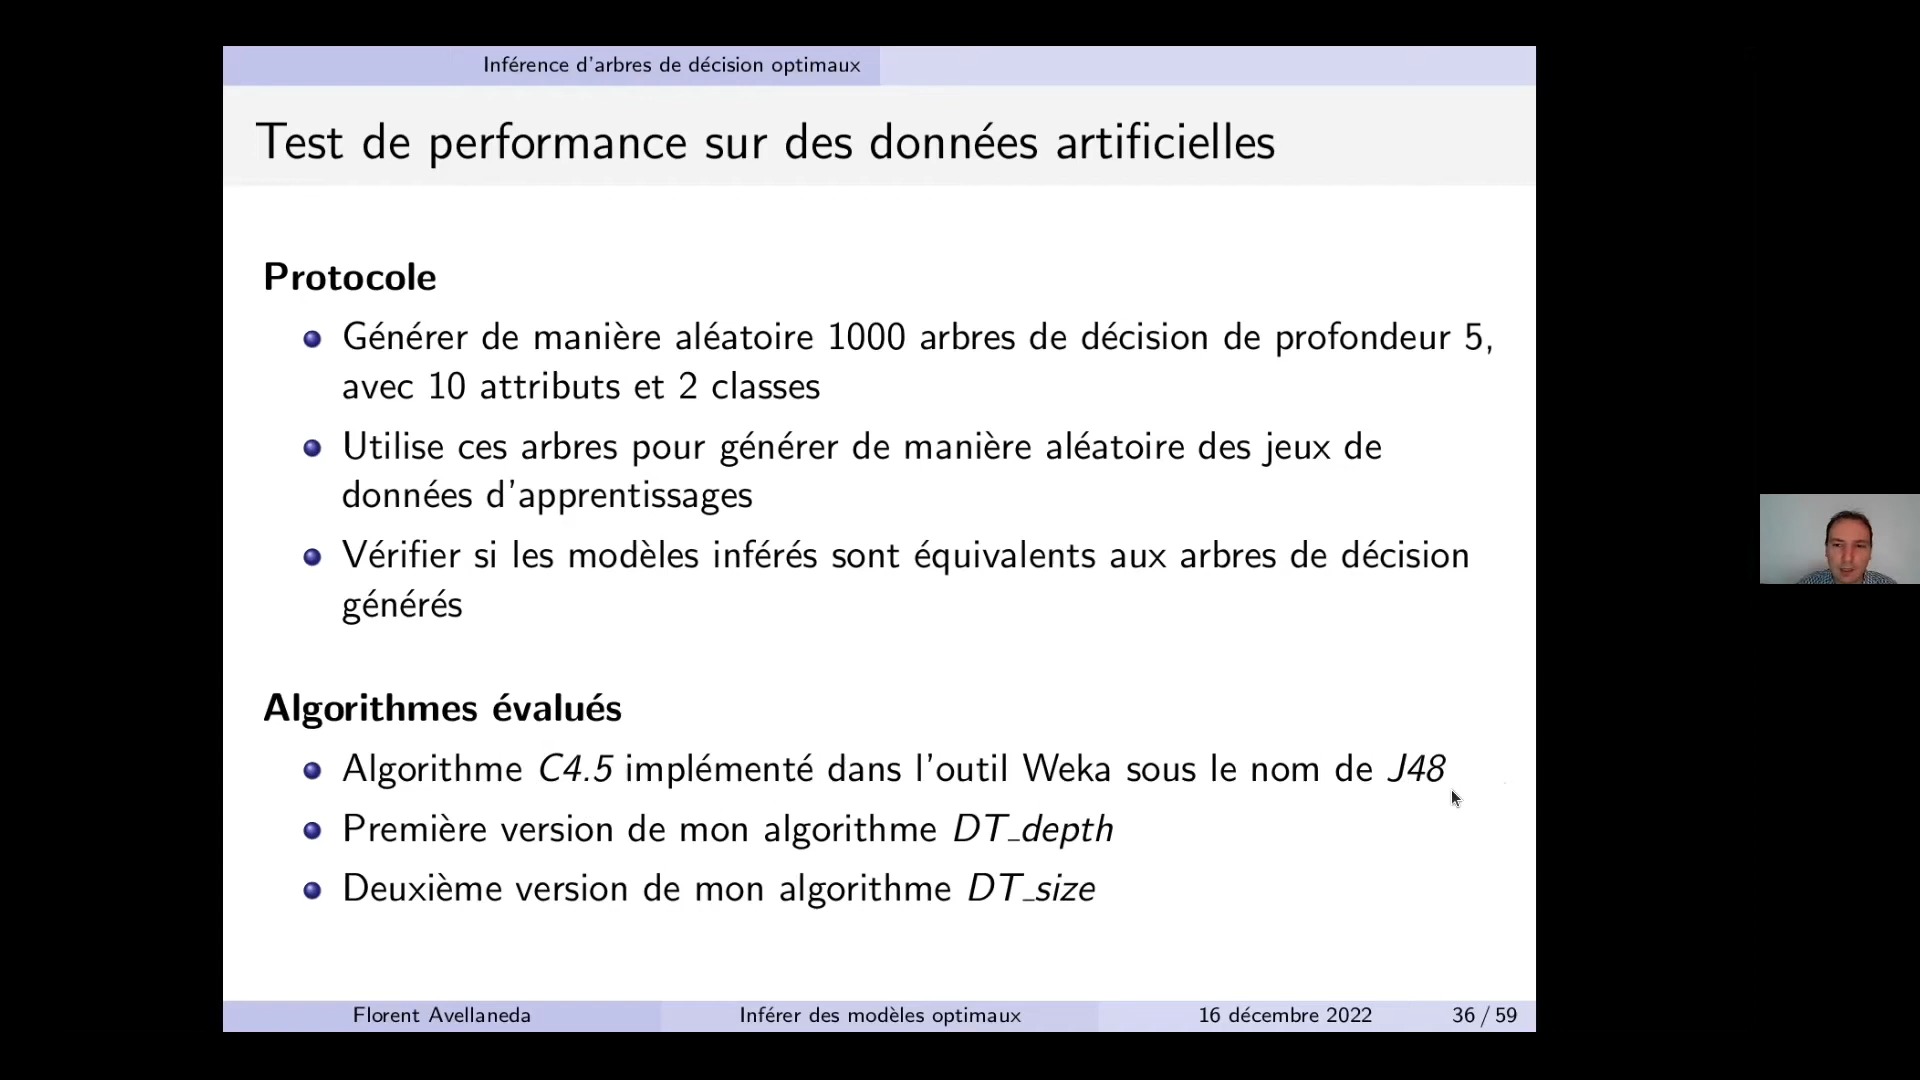 Inférence d'arbres de décision optimaux
Test de performance sur des données artificielles
Protocole
Générer de manière aléatoire 1000 arbres de décision de profondeur 5,
avec 10 attributs et 2 classes
Utilise ces arbres pour générer de manière aléatoire des jeux de
données d'apprentissages
Vérifier si les modèles inférés sont équivalents aux arbres de décision
générés
Algorithmes évalués
Algorithme C4.5 implémenté dans l'outil Weka sous le nom de J48
Première version de mon algorithme DT_depth
Deuxième version de mon algorithme DT_size
Florent Avellaneda Inférer des modèles optimaux 16 décembre 2022 36 / 59